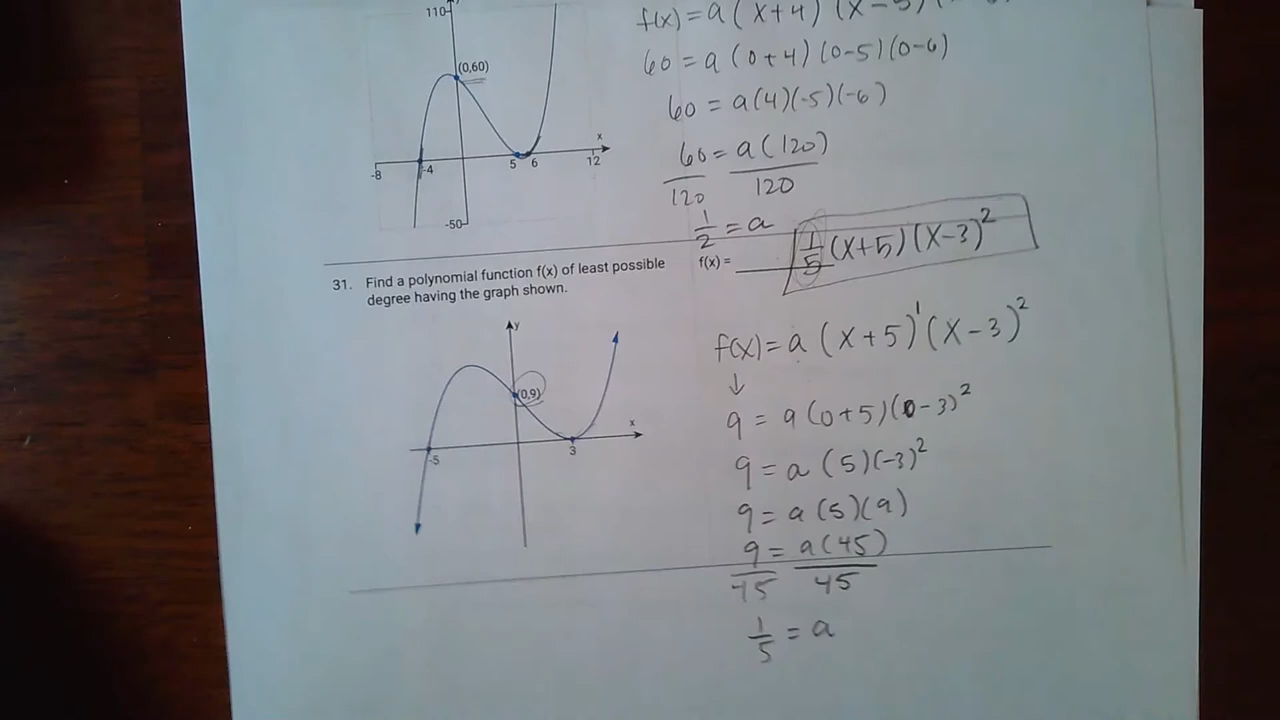 110
f(x) = a (x+4) (x-5) (
60 = a (0+4) (0-5) (0-6)
(0,60)
60 = a(4)(-5)(-6)
60 = a(120)
120 120
x
-8 -4 5 6 12
-50
1/2 = a
31. Find a polynomial function f(x) of least possible
degree having the graph shown.
f(x) = 1/5 (x+5) (x-3)^2
y
f(x) = a (x+5)^1 (x-3)^2
↓
(0,9)
9 = a (0+5) (0-3)^2
x
-5 3
9 = a (5) (-3)^2
9 = a (5) (9)
9 = a (45)
45 45
1/5 = a